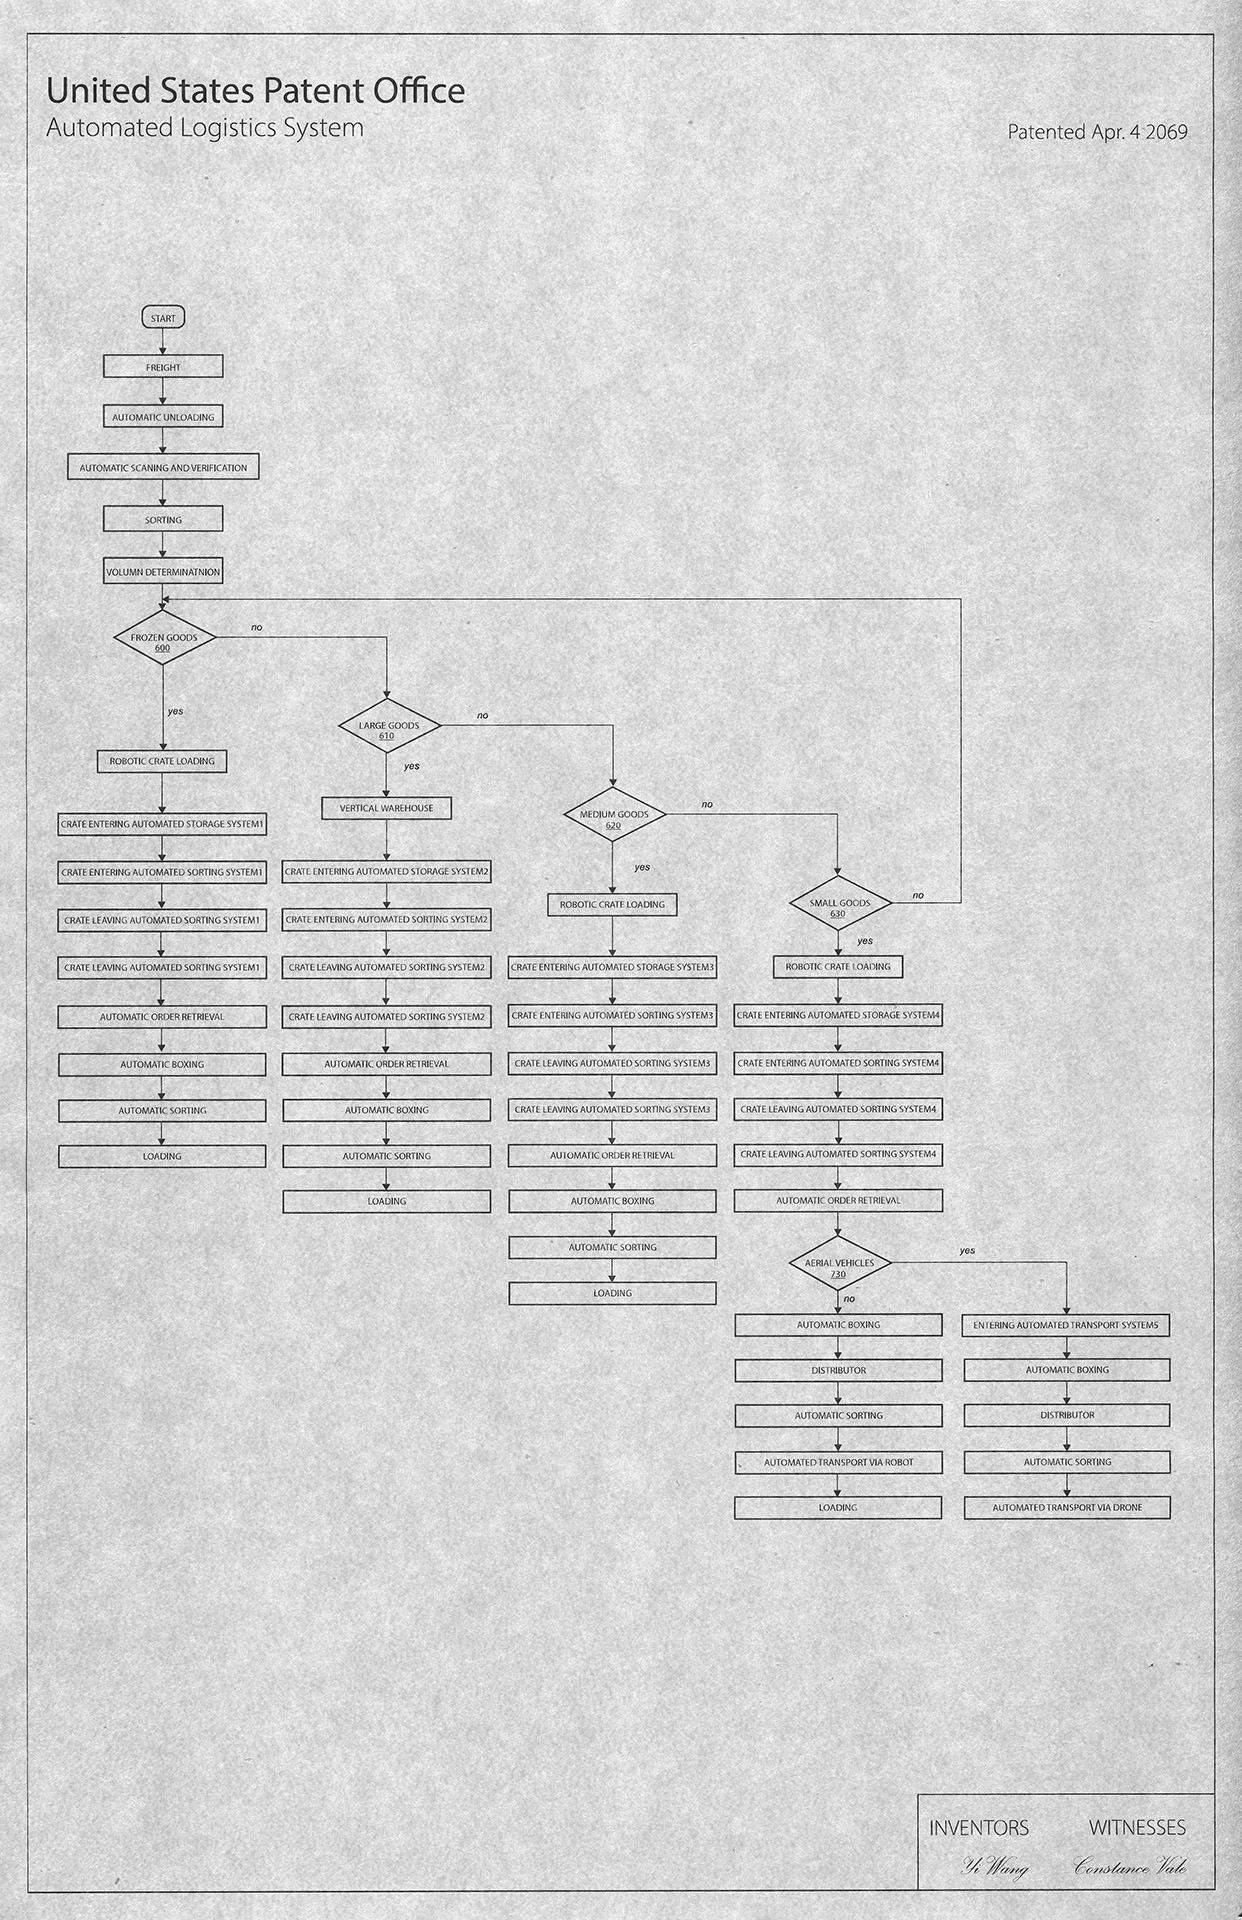 United States Patent Office
Automated Logistics System
Patented Apr. 4 2069
START
FREIGHT
AUTOMATIC UNLOADING
AUTOMATIC SCANING AND VERIFICATION
SORTING
VOLUMN DETERMINATNION
FROZEN GOODS
600
no
yes
ROBOTIC CRATE LOADING
CRATE ENTERING AUTOMATED STORAGE SYSTEM1
CRATE ENTERING AUTOMATED SORTING SYSTEM1
CRATE LEAVING AUTOMATED SORTING SYSTEM1
CRATE LEAVING AUTOMATED SORTING SYSTEM1
AUTOMATIC ORDER RETRIEVAL
AUTOMATIC BOXING
AUTOMATIC SORTING
LOADING
LARGE GOODS
610
no
yes
VERTICAL WAREHOUSE
CRATE ENTERING AUTOMATED STORAGE SYSTEM2
CRATE ENTERING AUTOMATED SORTING SYSTEM2
CRATE LEAVING AUTOMATED SORTING SYSTEM2
CRATE LEAVING AUTOMATED SORTING SYSTEM2
AUTOMATIC ORDER RETRIEVAL
AUTOMATIC BOXING
AUTOMATIC SORTING
LOADING
MEDIUM GOODS
620
no
yes
ROBOTIC CRATE LOADING
CRATE ENTERING AUTOMATED STORAGE SYSTEM3
CRATE ENTERING AUTOMATED SORTING SYSTEM3
CRATE LEAVING AUTOMATED SORTING SYSTEM3
CRATE LEAVING AUTOMATED SORTING SYSTEM3
AUTOMATIC ORDER RETRIEVAL
AUTOMATIC BOXING
AUTOMATIC SORTING
LOADING
SMALL GOODS
630
no
yes
ROBOTIC CRATE LOADING
CRATE ENTERING AUTOMATED STORAGE SYSTEM4
CRATE ENTERING AUTOMATED SORTING SYSTEM4
CRATE LEAVING AUTOMATED SORTING SYSTEM4
CRATE LEAVING AUTOMATED SORTING SYSTEM4
AUTOMATIC ORDER RETRIEVAL
AERIAL VEHICLES
730
yes
no
AUTOMATIC BOXING
DISTRIBUTOR
AUTOMATIC SORTING
AUTOMATED TRANSPORT VIA ROBOT
LOADING
ENTERING AUTOMATED TRANSPORT SYSTEM5
AUTOMATIC BOXING
DISTRIBUTOR
AUTOMATIC SORTING
AUTOMATED TRANSPORT VIA DRONE
INVENTORS
Yi Wang
WITNESSES
Constance Vale